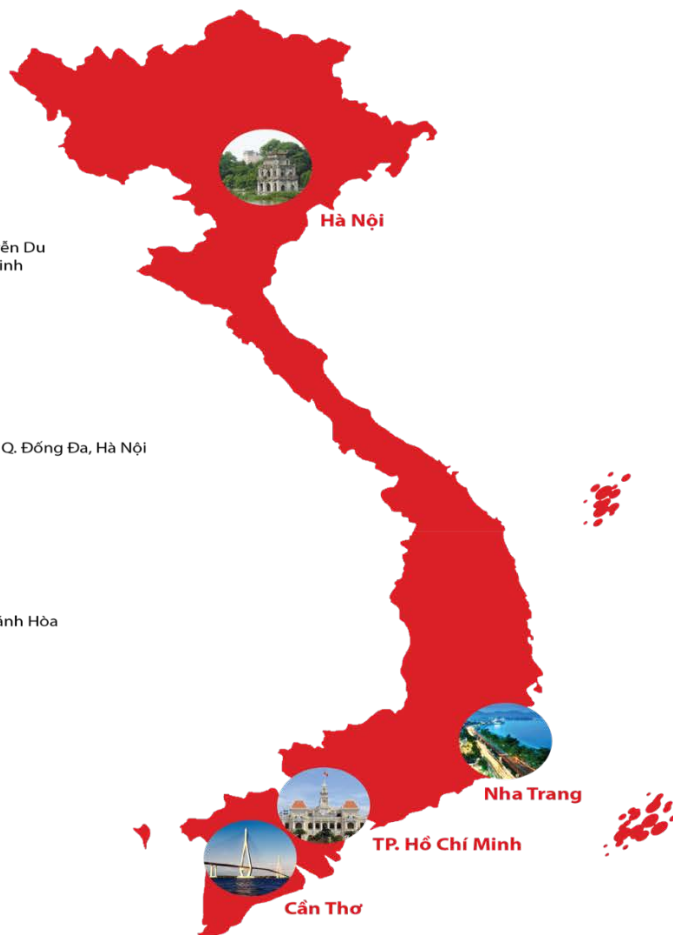 Hà Nội
ễn Du
inh
Q. Đống Đa, Hà Nội
ánh Hòa
Nha Trang
TP. Hồ Chí Minh
Cần Thơ